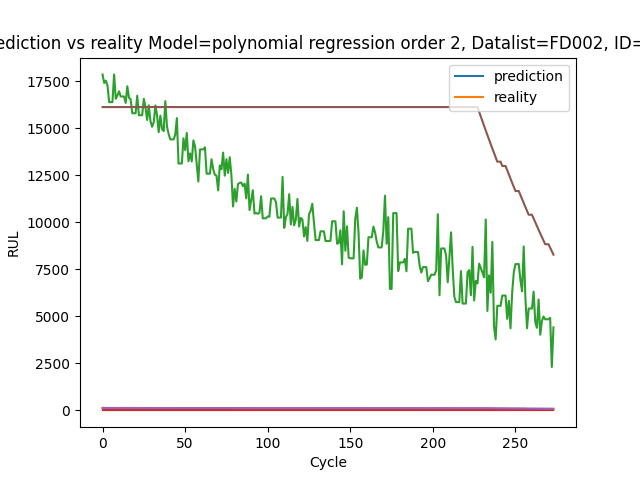 ediction vs reality Model=polynomial regression order 2, Datalist=FD002, ID=
prediction
reality
17500
15000
12500
10000
7500
5000
2500
0
RUL
0 50 100 150 200 250
Cycle